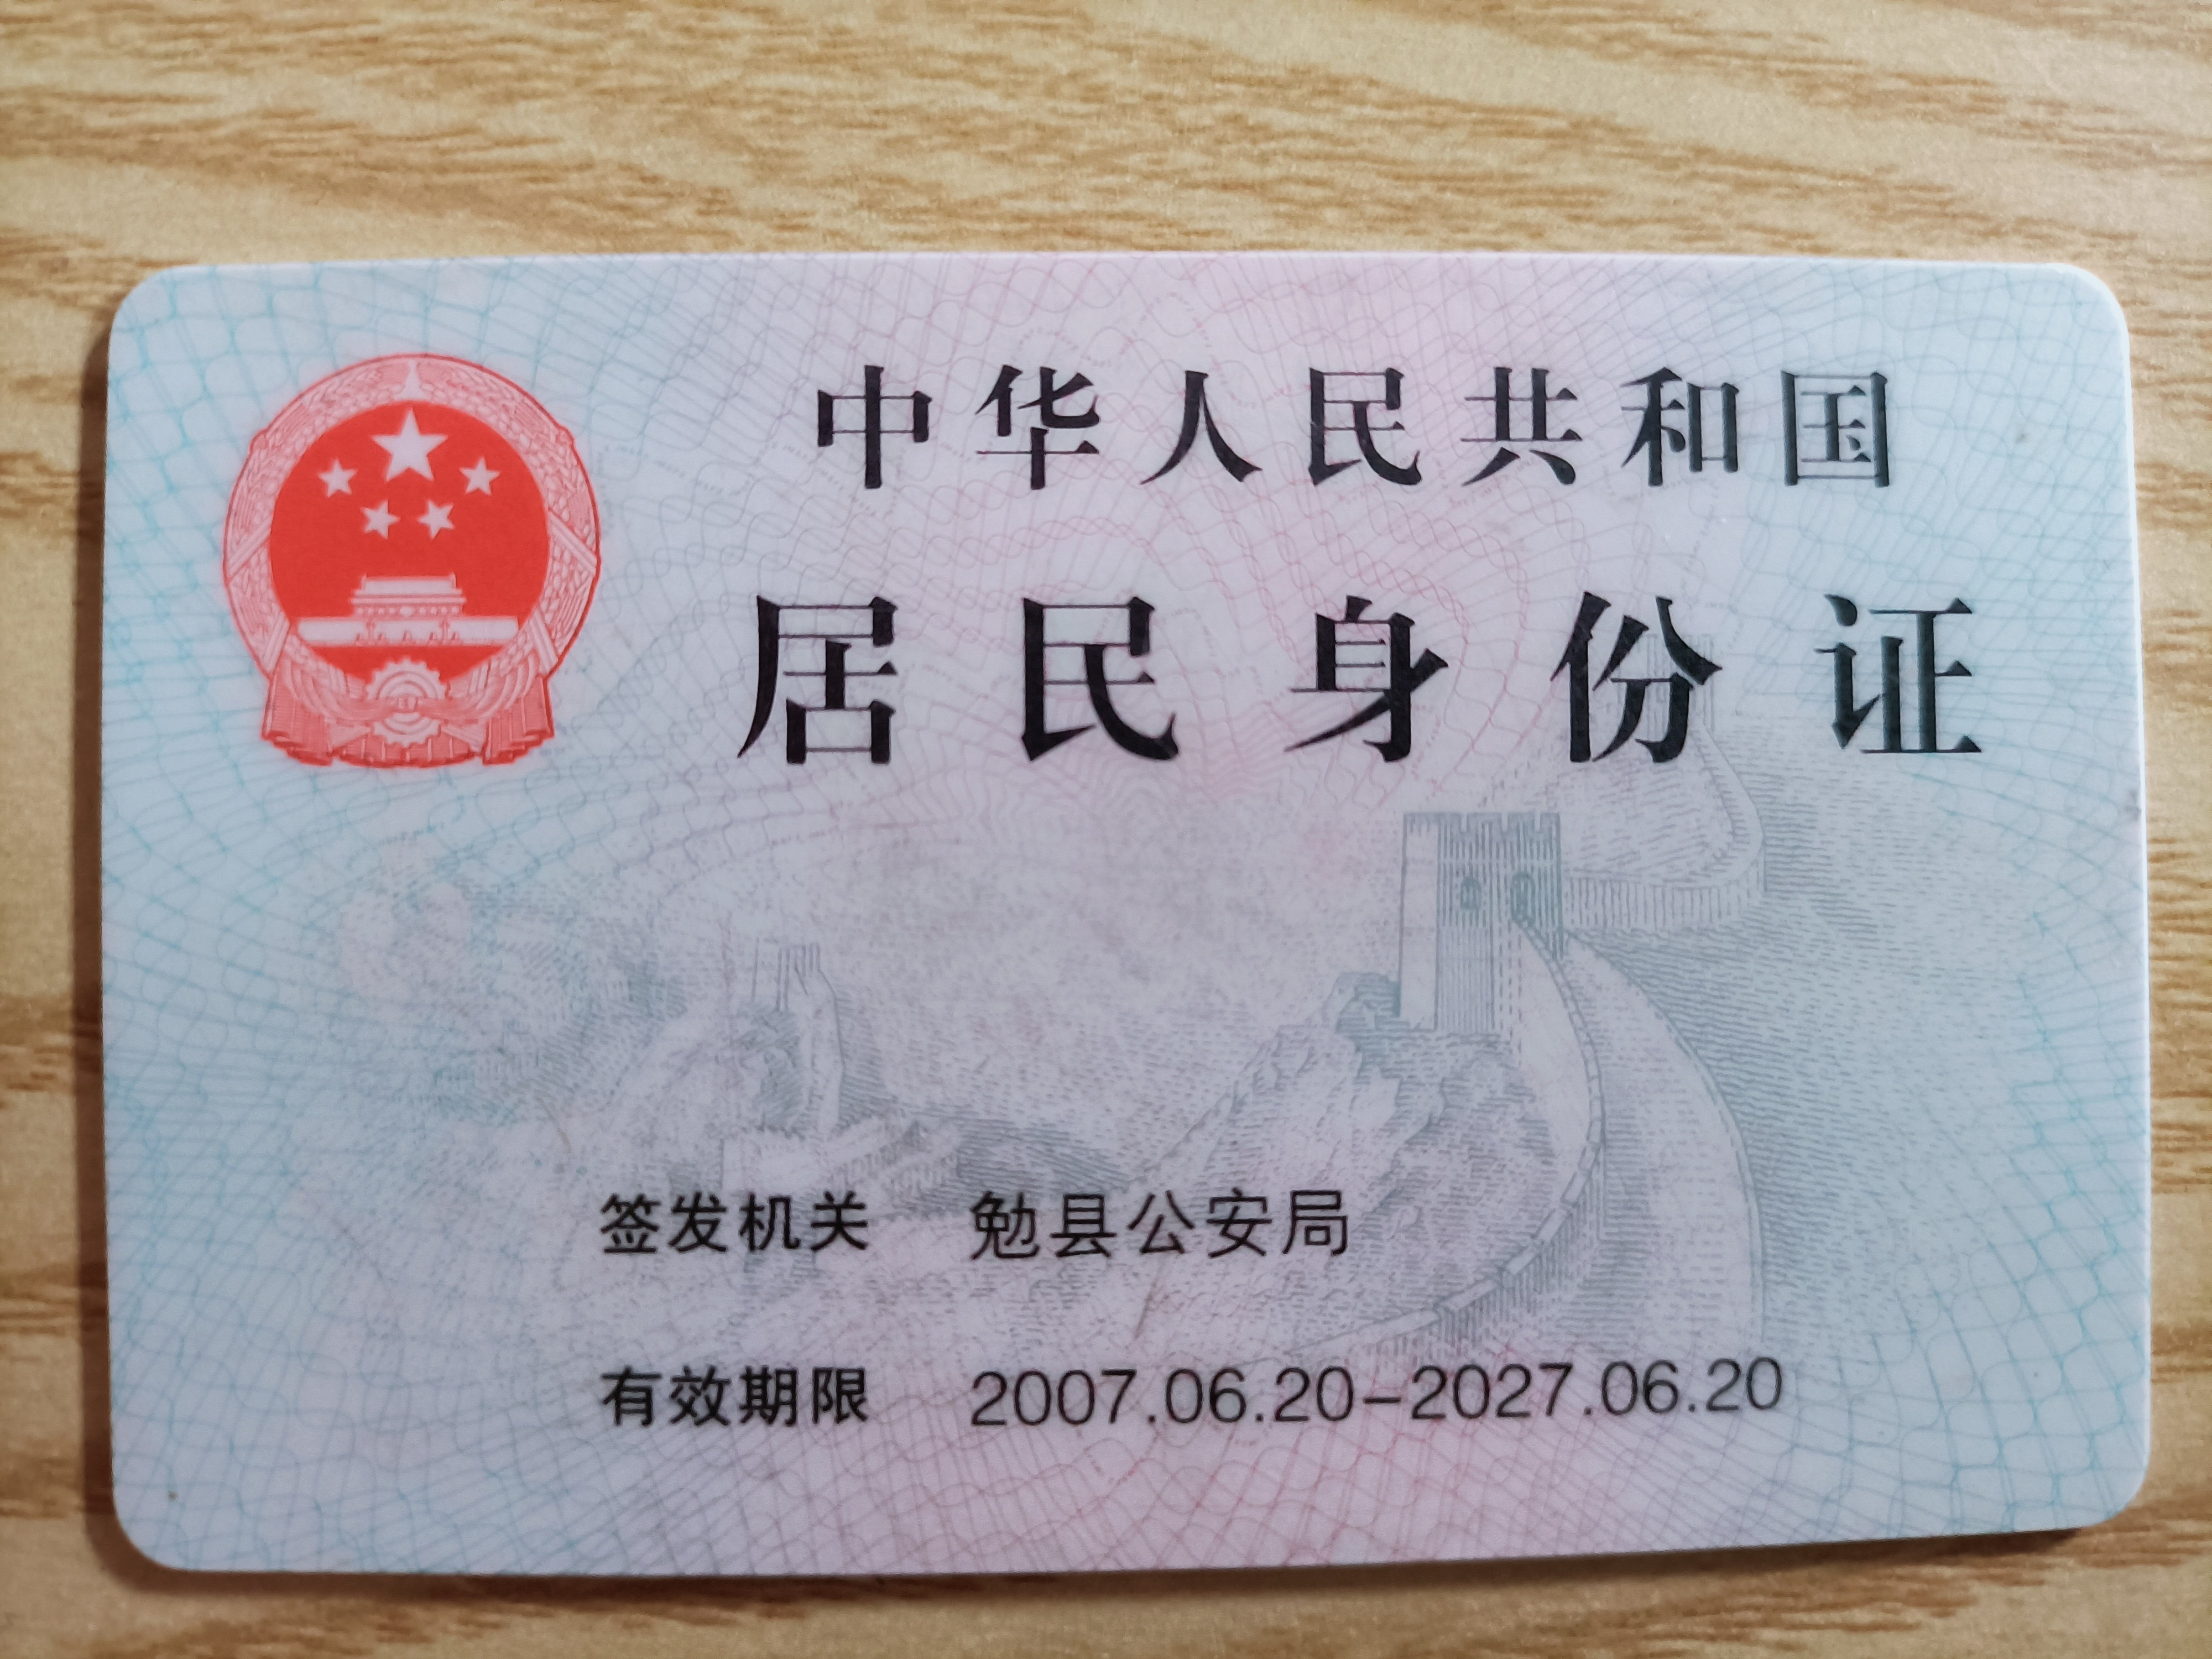 中华人民共和国
居民身份证
签发机关 勉县公安局
有效期限 2007.06.20-2027.06.20